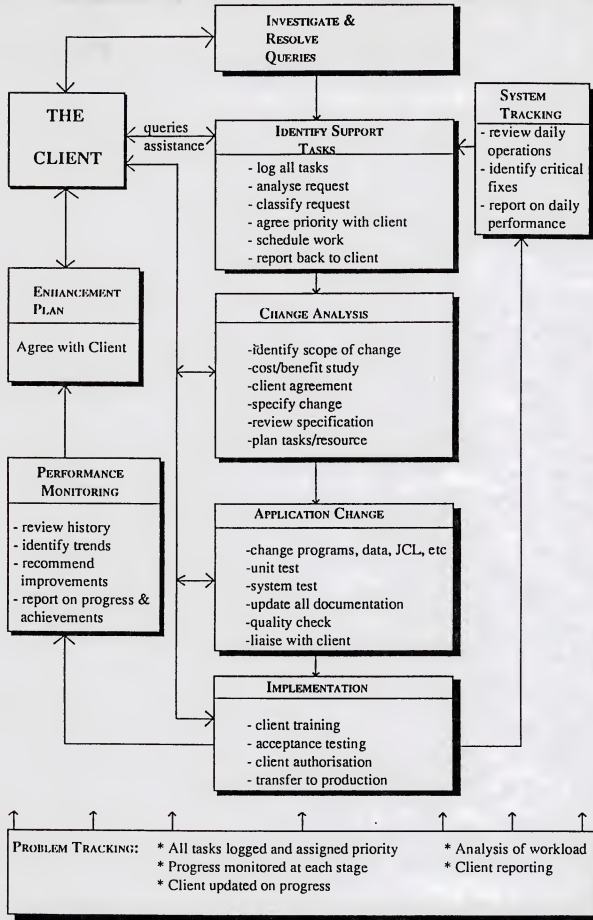 INVESTIGATE &
RESOLVE
QUERIES
THE
CLIENT
queries
assistance
IDENTIFY SUPPORT
TASKS
- log all tasks
- analyse request
- classify request
- agree priority with client
- schedule work
- report back to client
SYSTEM
TRACKING
- review daily
operations
- identify critical
fixes
- report on daily
performance
ENHANCEMENT
PLAN
Agree with Client
CHANGE ANALYSIS
-identify scope of change
-cost/benefit study
-client agreement
-specify change
-review specification
-plan tasks/resource
PERFORMANCE
MONITORING
- review history
- identify trends
- recommend
improvements
- report on progress &
achievements
APPLICATION CHANGE
-change programs, data, JCL, etc
-unit test
-system test
-update all documentation
-quality check
-liaise with client
IMPLEMENTATION
- client training
- acceptance testing
- client authorisation
- transfer to production
PROBLEM TRACKING:
* All tasks logged and assigned priority
* Progress monitored at each stage
* Client updated on progress
* Analysis of workload
* Client reporting